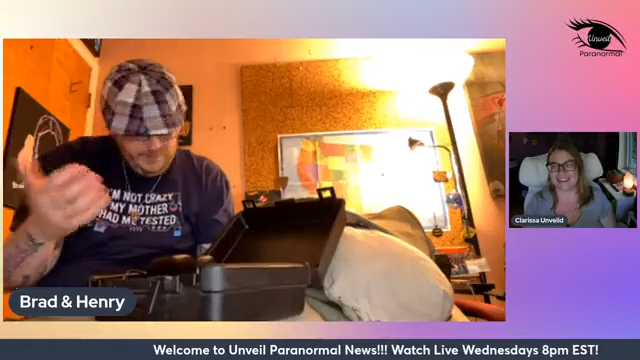 Unveil
Paranormal
I'M NOT CRAZY
MY MOTHER
HAD ME TESTED
Clarissa Unveild
Brad & Henry
Welcome to Unveil Paranormal News!!! Watch Live Wednesdays 8pm EST!